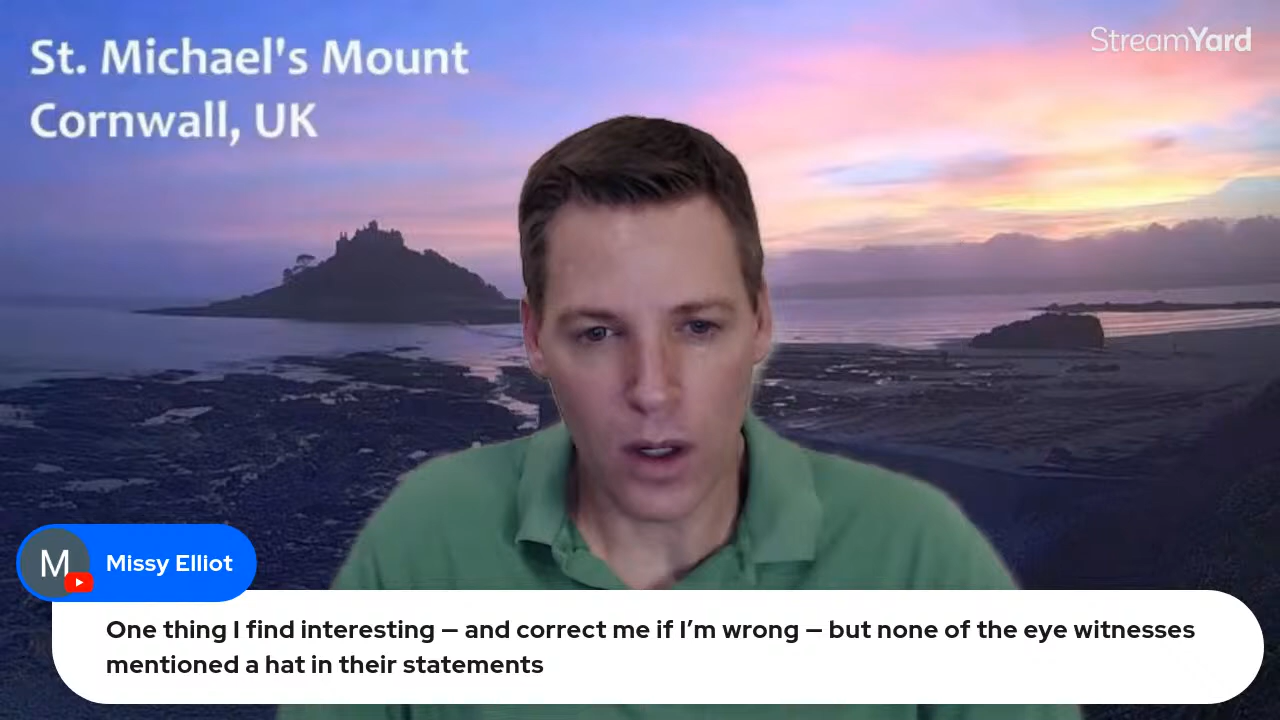 St. Michael's Mount
Cornwall, UK
StreamYard
M
Missy Elliot
One thing I find interesting — and correct me if I’m wrong — but none of the eye witnesses
mentioned a hat in their statements